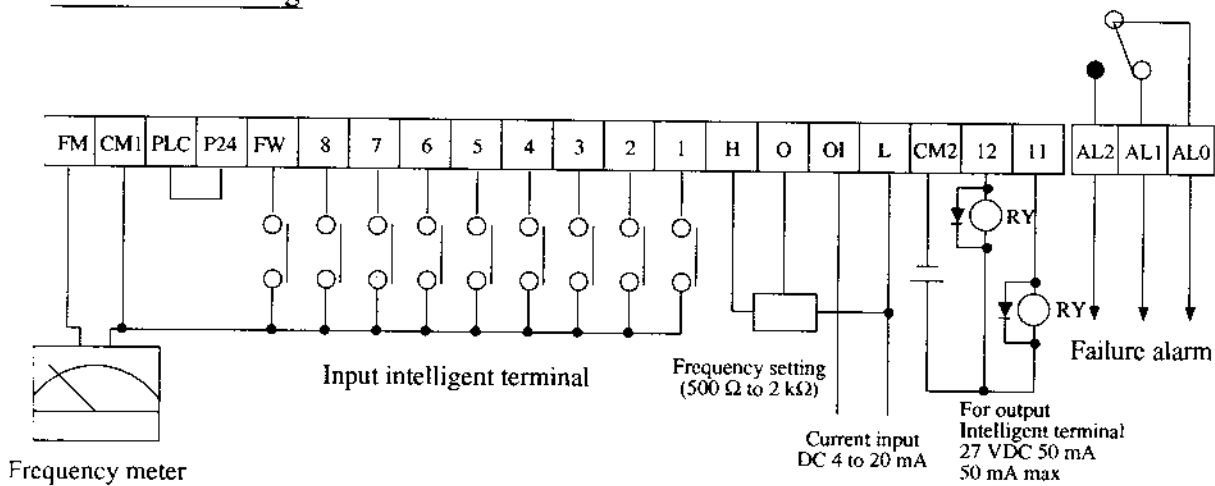 FM CM1 PLC P24 FW 8 7 6 5 4 3 2 1 H O OI L CM2 12 11 AL2 AL1 AL0
RY
RY
Failure alarm
Input intelligent terminal
Frequency setting
(500 Ω to 2 kΩ)
Current input
DC 4 to 20 mA
For output
Intelligent terminal
27 VDC 50 mA
50 mA max
Frequency meter